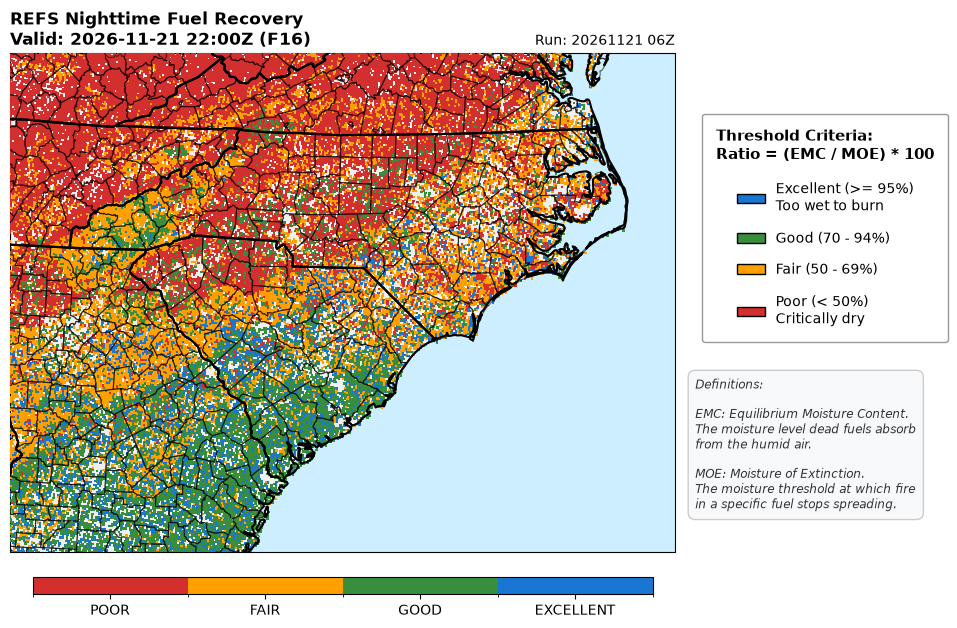 REFS Nighttime Fuel Recovery
Valid: 2026-11-21 22:00Z (F16)
Run: 20261121 06Z
Threshold Criteria:
Ratio = (EMC / MOE) * 100
Excellent (>= 95%)
Too wet to burn
Good (70 - 94%)
Fair (50 - 69%)
Poor (< 50%)
Critically dry
Definitions:
EMC: Equilibrium Moisture Content.
The moisture level dead fuels absorb
from the humid air.
MOE: Moisture of Extinction.
The moisture threshold at which fire
in a specific fuel stops spreading.
POOR FAIR GOOD EXCELLENT